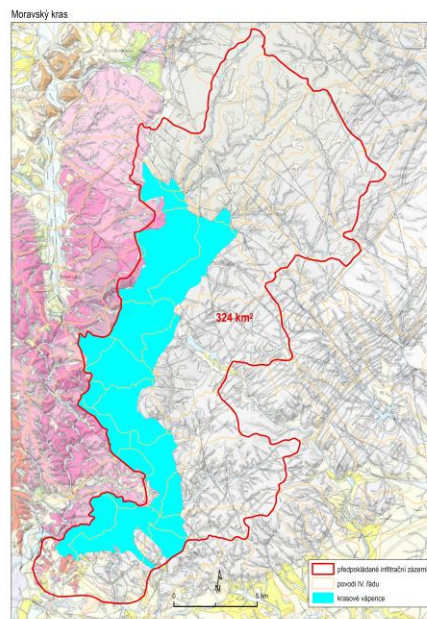 Moravský kras
324 km²
předpokládané infiltrační zázemí
povodí IV. řádu
krasové vápence
0
5 km